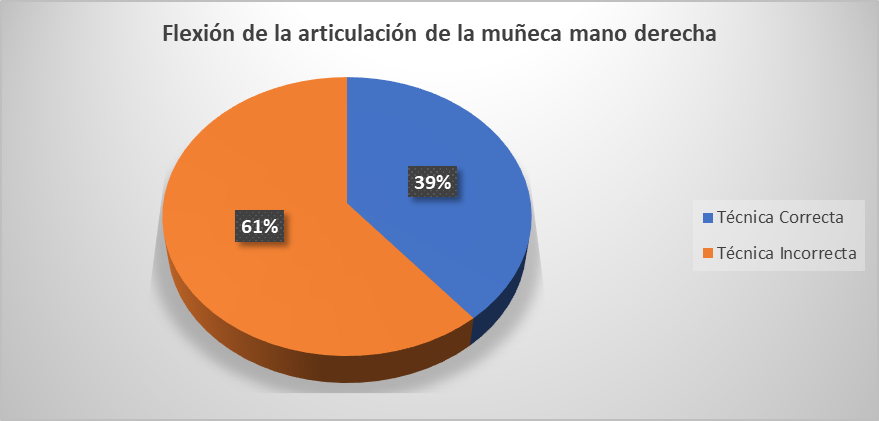 Flexión de la articulación de la muñeca mano derecha
39%
61%
Técnica Correcta
Técnica Incorrecta